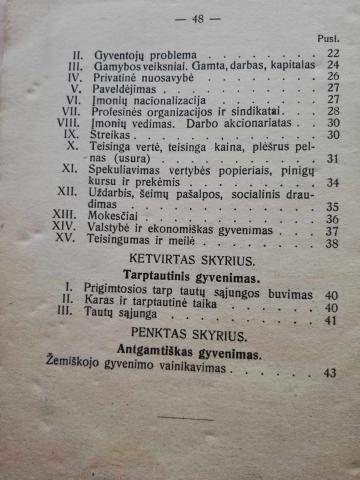 — 48 —
Pusl.
II. Gyventojų problema . . . . . . . . 22
III. Gamybos veiksniai. Gamta, darbas, kapitalas 24
IV. Privatinė nuosavybė . . . . . . . . 26
V. Paveldėjimas . . . . . . . . . . 27
VI. Įmonių nacionalizacija . . . . . . . 27
VII. Profesinės organizacijos ir sindikatai . . . 28
VIII. Įmonių vedimas. Darbo akcionariatas . . . 30
IX. Streikas . . . . . . . . . . . 30
X. Teisinga vertė, teisinga kaina, plėšrus pel-
nas (usura) . . . . . . . . . . 31
XI. Spekuliavimas vertybės popieriais, pinigų
kursu ir prekėmis . . . . . . . . 34
XII. Uždarbis, šeimų pašalpos, socialinis drau-
dimas . . . . . . . . . . . . 35
XIII. Mokesčiai . . . . . . . . . . . 36
XIV. Valstybė ir ekonomiškas gyvenimas . . . . 37
XV. Teisingumas ir meilė . . . . . . . . 38
KETVIRTAS SKYRIUS.
Tarptautinis gyvenimas.
I. Prigimtosios tarp tautų sąjungos buvimas 40
II. Karas ir tarptautinė taika . . . . . . 40
III. Tautų sąjunga . . . . . . . . . 41
PENKTAS SKYRIUS.
Antgamtiškas gyvenimas.
Žemiškojo gyvenimo vainikavimas . . . . . . 43